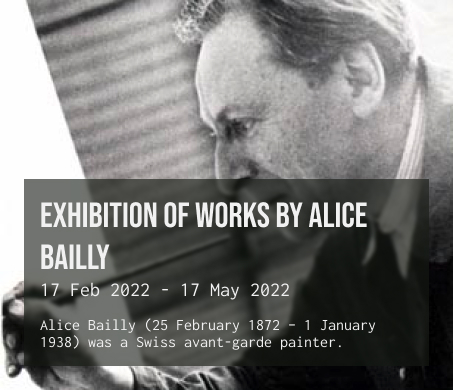 EXHIBITION OF WORKS BY ALICE
BAILLY
17 Feb 2022 - 17 May 2022
Alice Bailly (25 February 1872 – 1 January
1938) was a Swiss avant-garde painter.